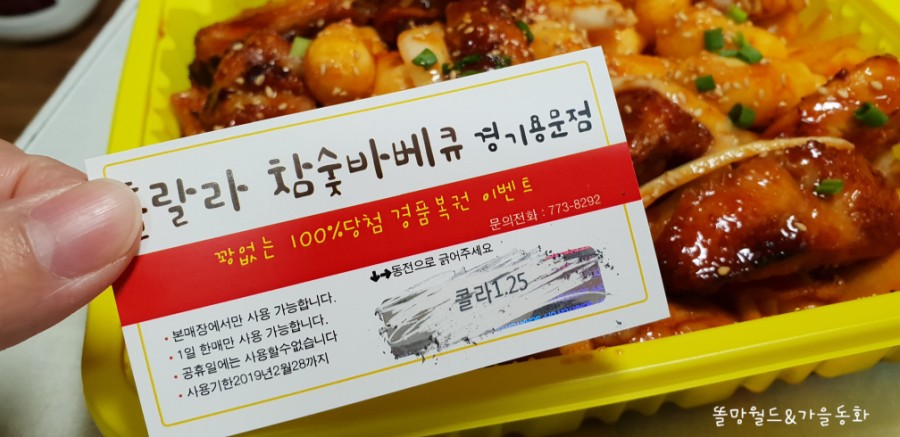 랄라 참숯바베큐 경기용문점
꽝없는 100%당첨 경품복권 이벤트
문의전화 : 773-8292
동전으로 긁어주세요
콜라1.25
• 본매장에서만 사용 가능합니다.
• 1일 한매만 사용 가능합니다.
• 공휴일에는 사용할수없습니다
• 사용기한2019년2월28까지
똘망월드&가을동화